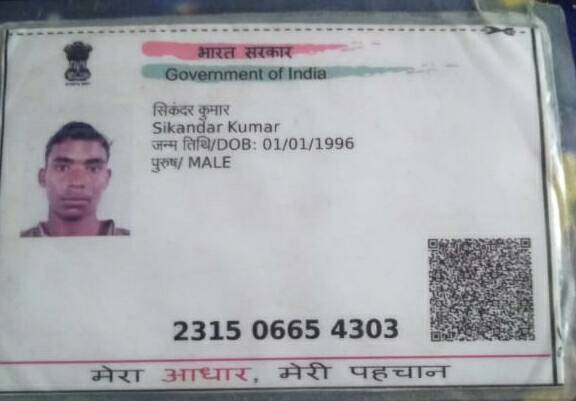 भारत सरकार
Government of India
सिकंदर कुमार
Sikandar Kumar
जन्म तिथि/DOB: 01/01/1996
पुरुष/ MALE
2315 0665 4303
मेरा आधार, मेरी पहचान